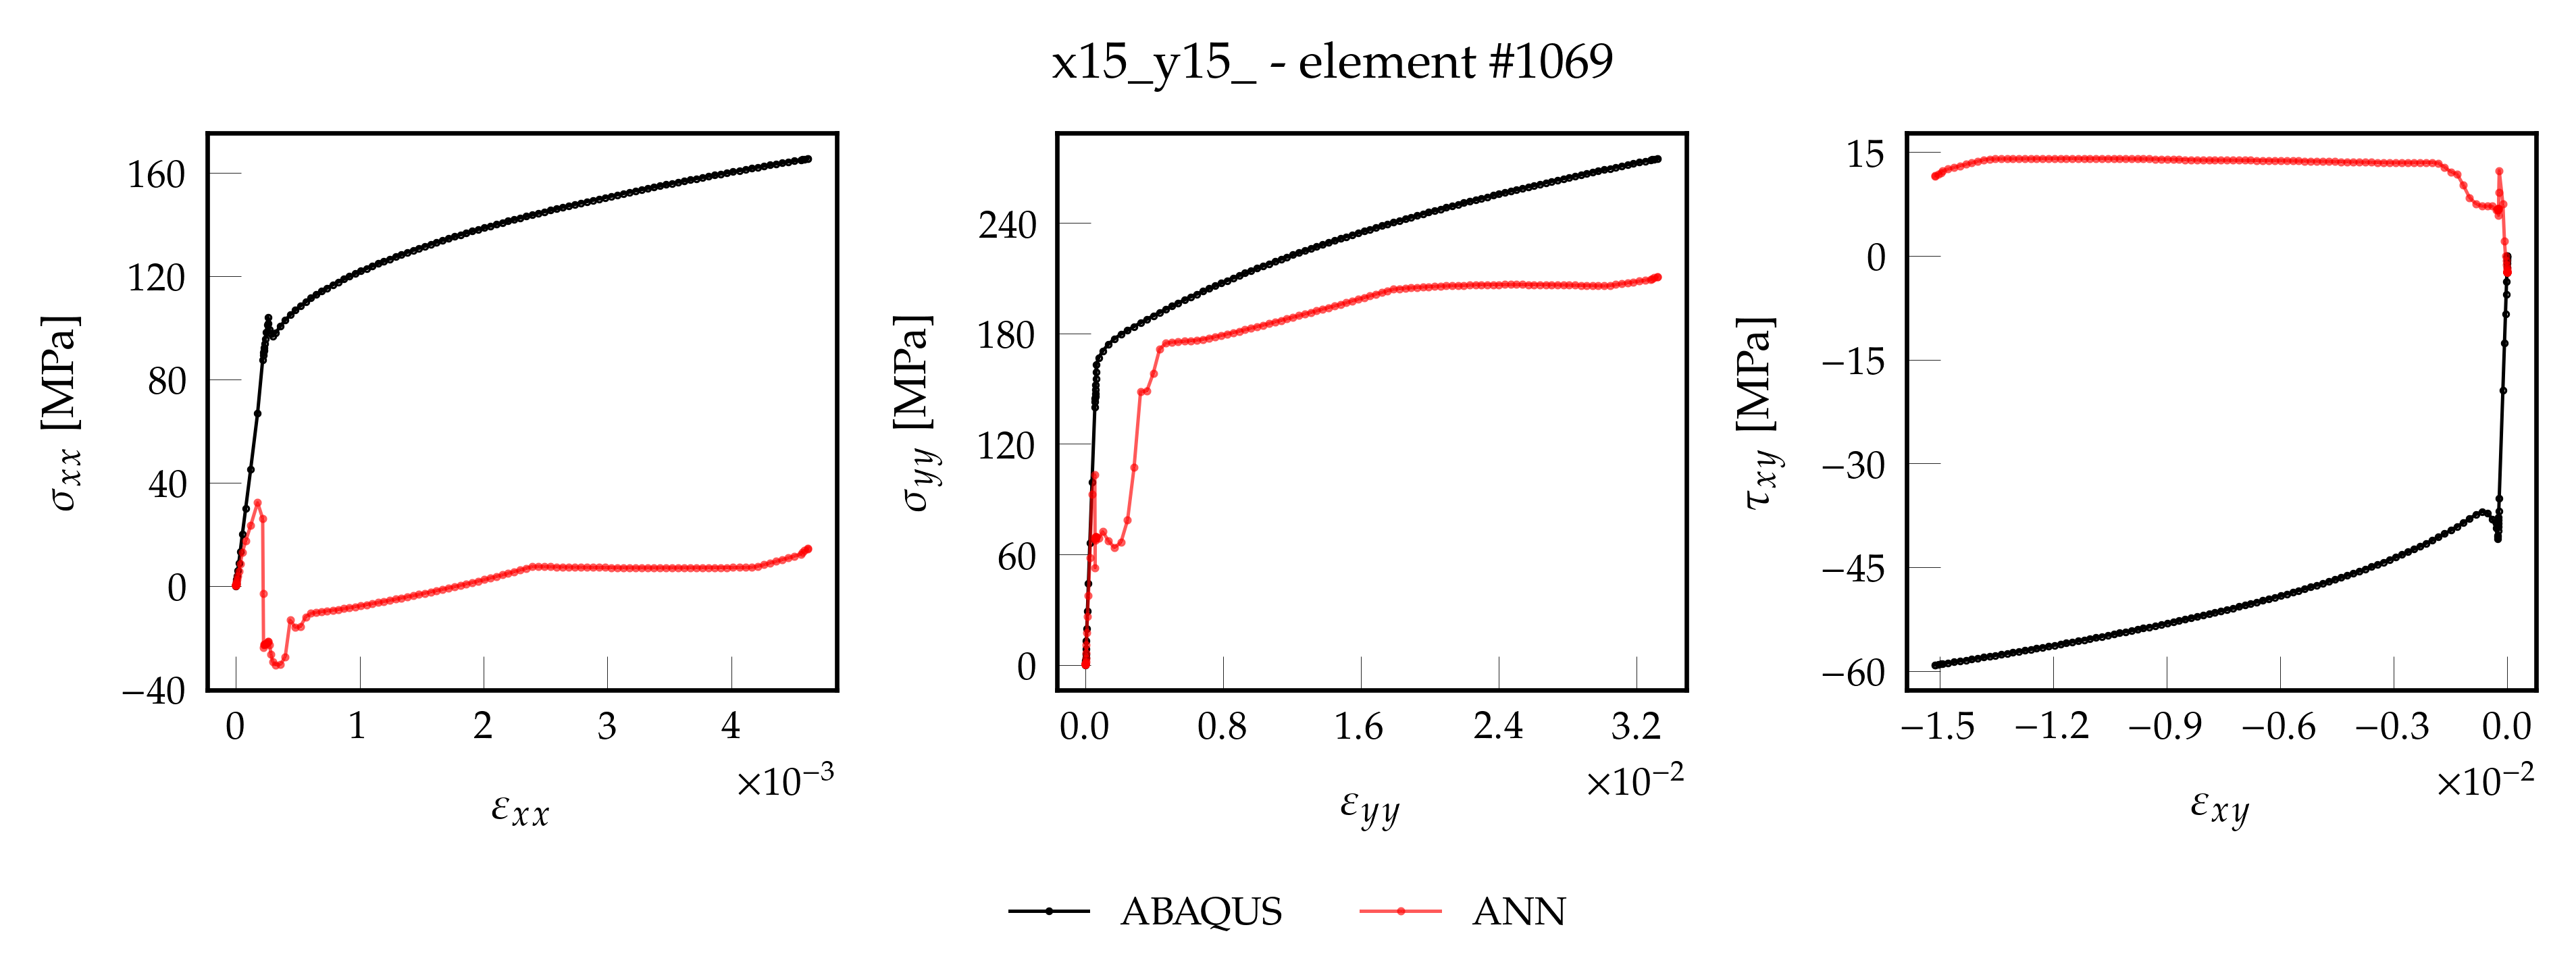 x15_y15_ - element #1069
σxx [MPa]
160
120
80
40
0
−40
0 1 2 3 4
×10−3
εxx
σyy [MPa]
240
180
120
60
0
0.0 0.8 1.6 2.4 3.2
×10−2
εyy
τxy [MPa]
15
0
−15
−30
−45
−60
−1.5 −1.2 −0.9 −0.6 −0.3 0.0
×10−2
εxy
ABAQUS ANN